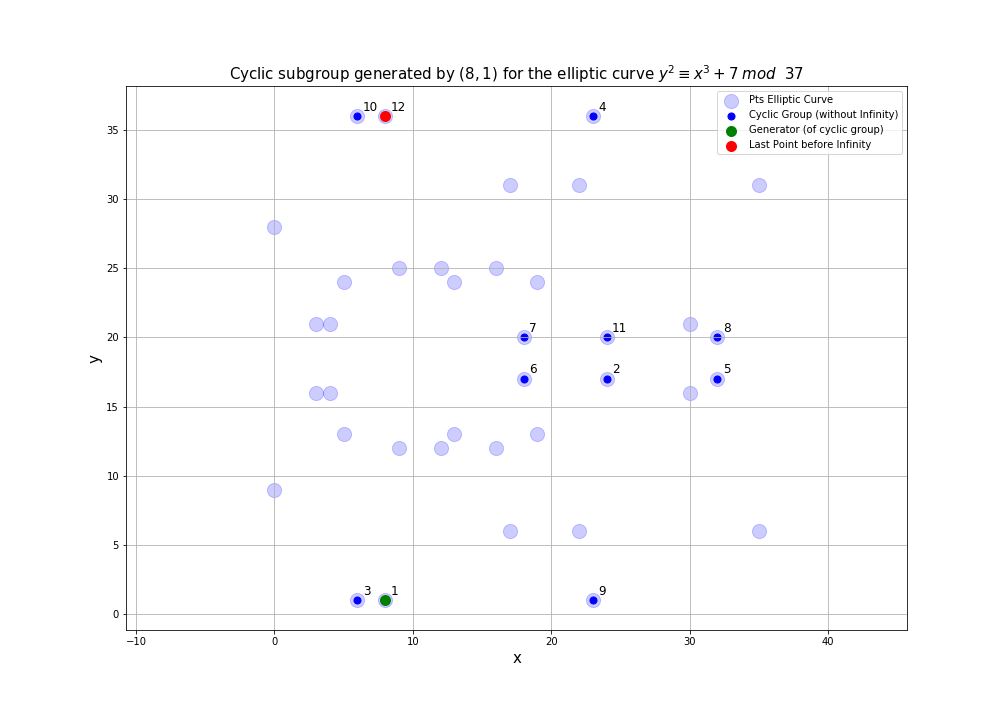 Cyclic subgroup generated by (8, 1) for the elliptic curve y² ≡ x³ + 7 mod 37
10 12 4
Pts Elliptic Curve
Cyclic Group (without Infinity)
Generator (of cyclic group)
Last Point before Infinity
35
30
25
7 11 8
20
6 2 5
15
10
5
3 1 9
0
y
−10 0 10 20 30 40
x